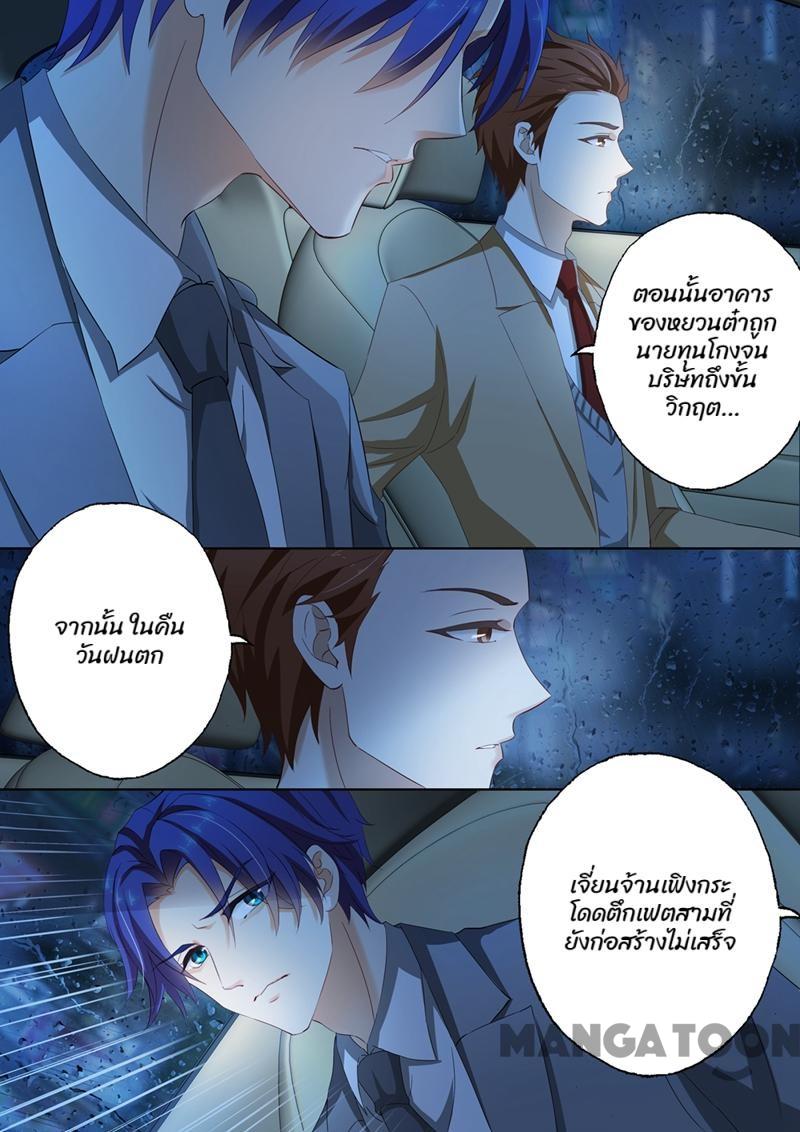 ตอนนั้นอาคาร
ของหยวนต๋าถูก
นายทุนโกงจน
บริษัทถึงขั้น
วิกฤต...
จากนั้น ในคืน
วันฝนตก
เจี่ยนจ้านเฟิงกระ
โดดตึกเฟตสามที่
ยังก่อสร้างไม่เสร็จ
MANGATOON